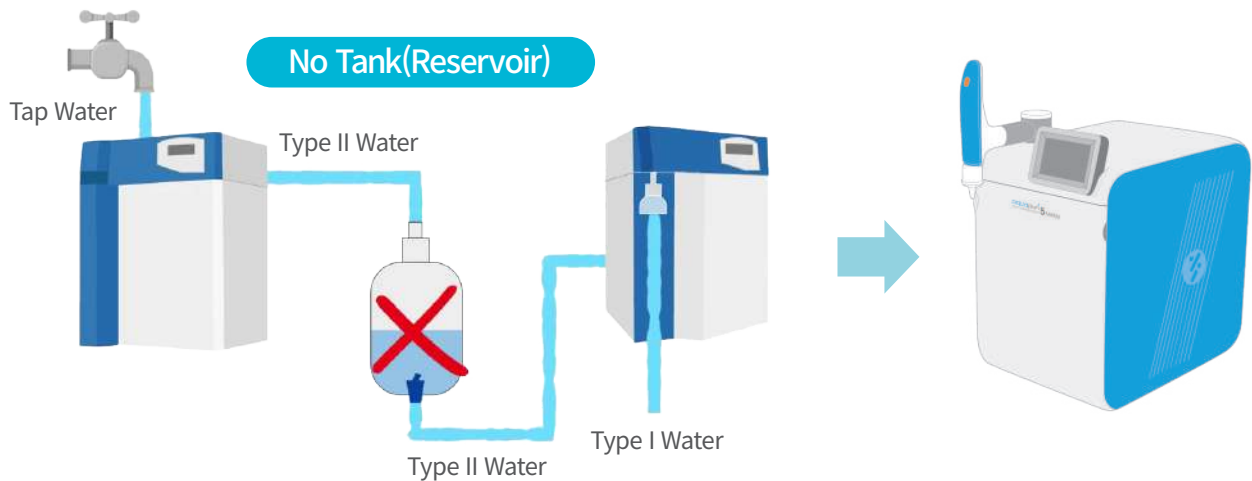 No Tank(Reservoir)
Tap Water
Type II Water
Type II Water
Type I Water